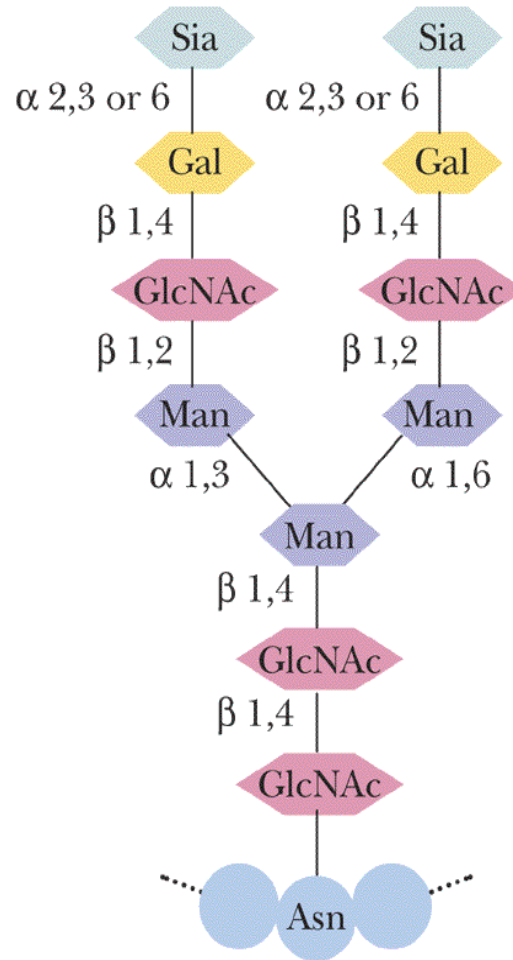 Sia Sia
α 2,3 or 6 α 2,3 or 6
Gal Gal
β 1,4 β 1,4
GlcNAc GlcNAc
β 1,2 β 1,2
Man Man
α 1,3 α 1,6
Man
β 1,4
GlcNAc
β 1,4
GlcNAc
Asn